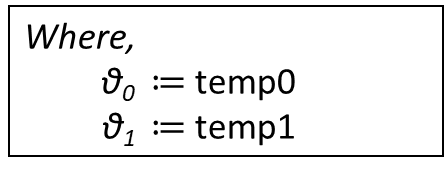 Where,
ϑ₀ := temp0
ϑ₁ := temp1